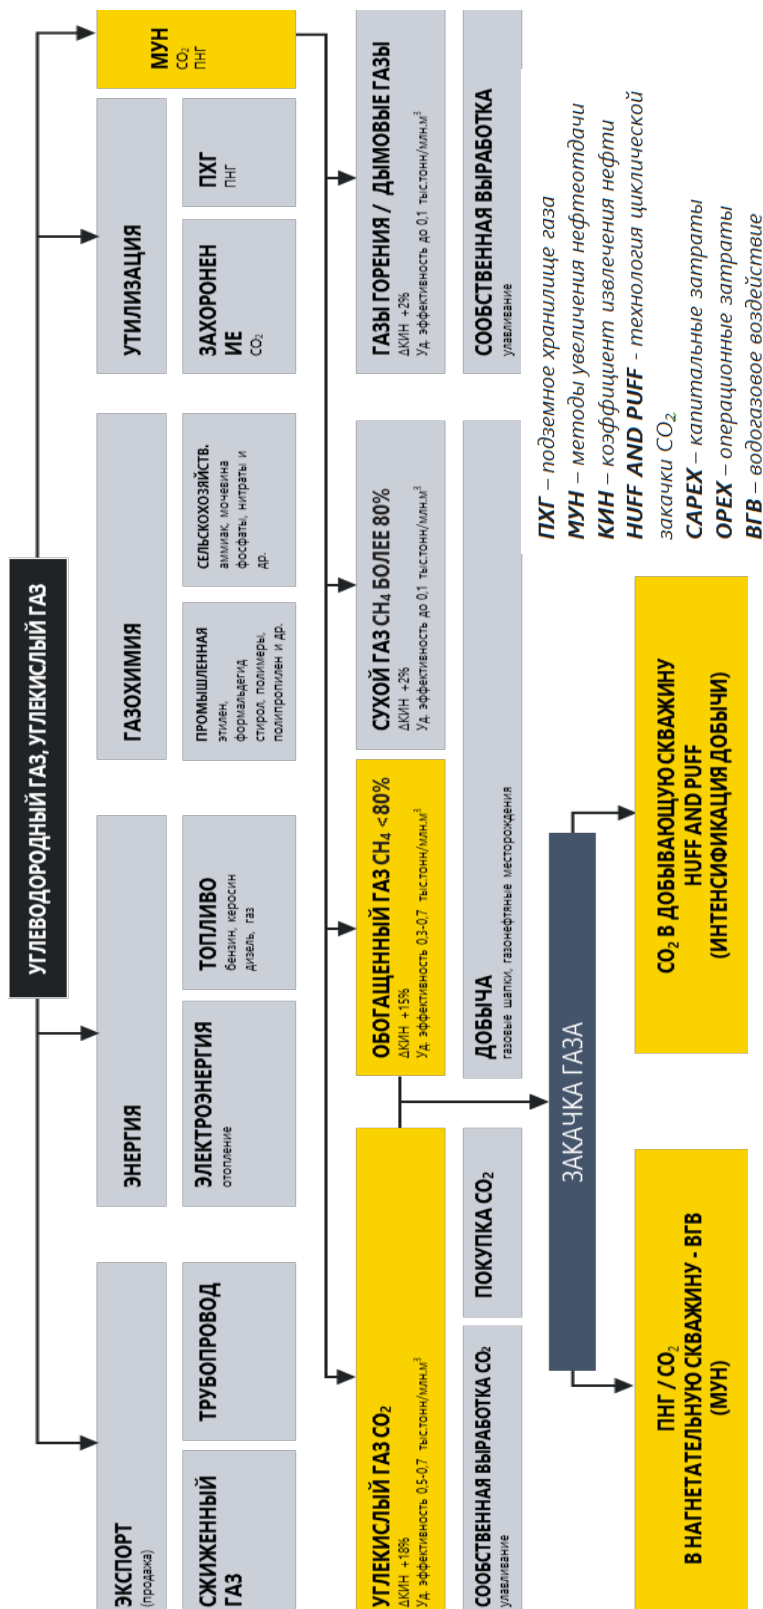 УГЛЕВОДОРОДНЫЙ ГАЗ, УГЛЕКИСЛЫЙ ГАЗ
ЭКСПОРТ
(продажа)
СЖИЖЕННЫЙ
ГАЗ
ТРУБОПРОВОД
ЭНЕРГИЯ
ЭЛЕКТРОЭНЕРГИЯ
отопление
ТОПЛИВО
бензин, керосин
дизель, газ
ГАЗОХИМИЯ
ПРОМЫШЛЕННАЯ
этилен,
формальдегид
стирол, полимеры,
полипропилен и др.
СЕЛЬСКОХОЗЯЙСТВ.
аммиак, мочевина
фосфаты, нитраты и
др.
УТИЛИЗАЦИЯ
ЗАХОРОНЕН
ИЕ
CO₂
ПХГ
ПНГ
МУН
CO₂
ПНГ
УГЛЕКИСЛЫЙ ГАЗ CO₂
ΔКИН +18%
Уд. эффективность 0,5-0,7 тыс.тонн/млн.м³
ОБОГАЩЕННЫЙ ГАЗ CH₄ <80%
ΔКИН +15%
Уд. эффективность 0,3-0,7 тыс.тонн/млн.м³
СУХОЙ ГАЗ CH₄ БОЛЕЕ 80%
ΔКИН +2%
Уд. эффективность до 0,1 тыс.тонн/млн.м³
ГАЗЫ ГОРЕНИЯ / ДЫМОВЫЕ ГАЗЫ
ΔКИН +2%
Уд. эффективность до 0,1 тыс.тонн/млн.м³
СООБСТВЕННАЯ ВЫРАБОТКА CO₂
улавливание
ПОКУПКА CO₂
ДОБЫЧА
газовые шапки, газонефтяные месторождения
СООБСТВЕННАЯ ВЫРАБОТКА
улавливание
ЗАКАЧКА ГАЗА
ПНГ / CO₂
В НАГНЕТАТЕЛЬНУЮ СКВАЖИНУ - ВГВ
(МУН)
CO₂ В ДОБЫВАЮЩУЮ СКВАЖИНУ
HUFF AND PUFF
(ИНТЕНСИФИКАЦИЯ ДОБЫЧИ)
ПХГ – подземное хранилище газа
МУН – методы увеличения нефтеотдачи
КИН – коэффициент извлечения нефти
HUFF AND PUFF - технология циклической
закачки CO₂
CAPEX – капитальные затраты
OPEX – операционные затраты
ВГВ – водогазовое воздействие